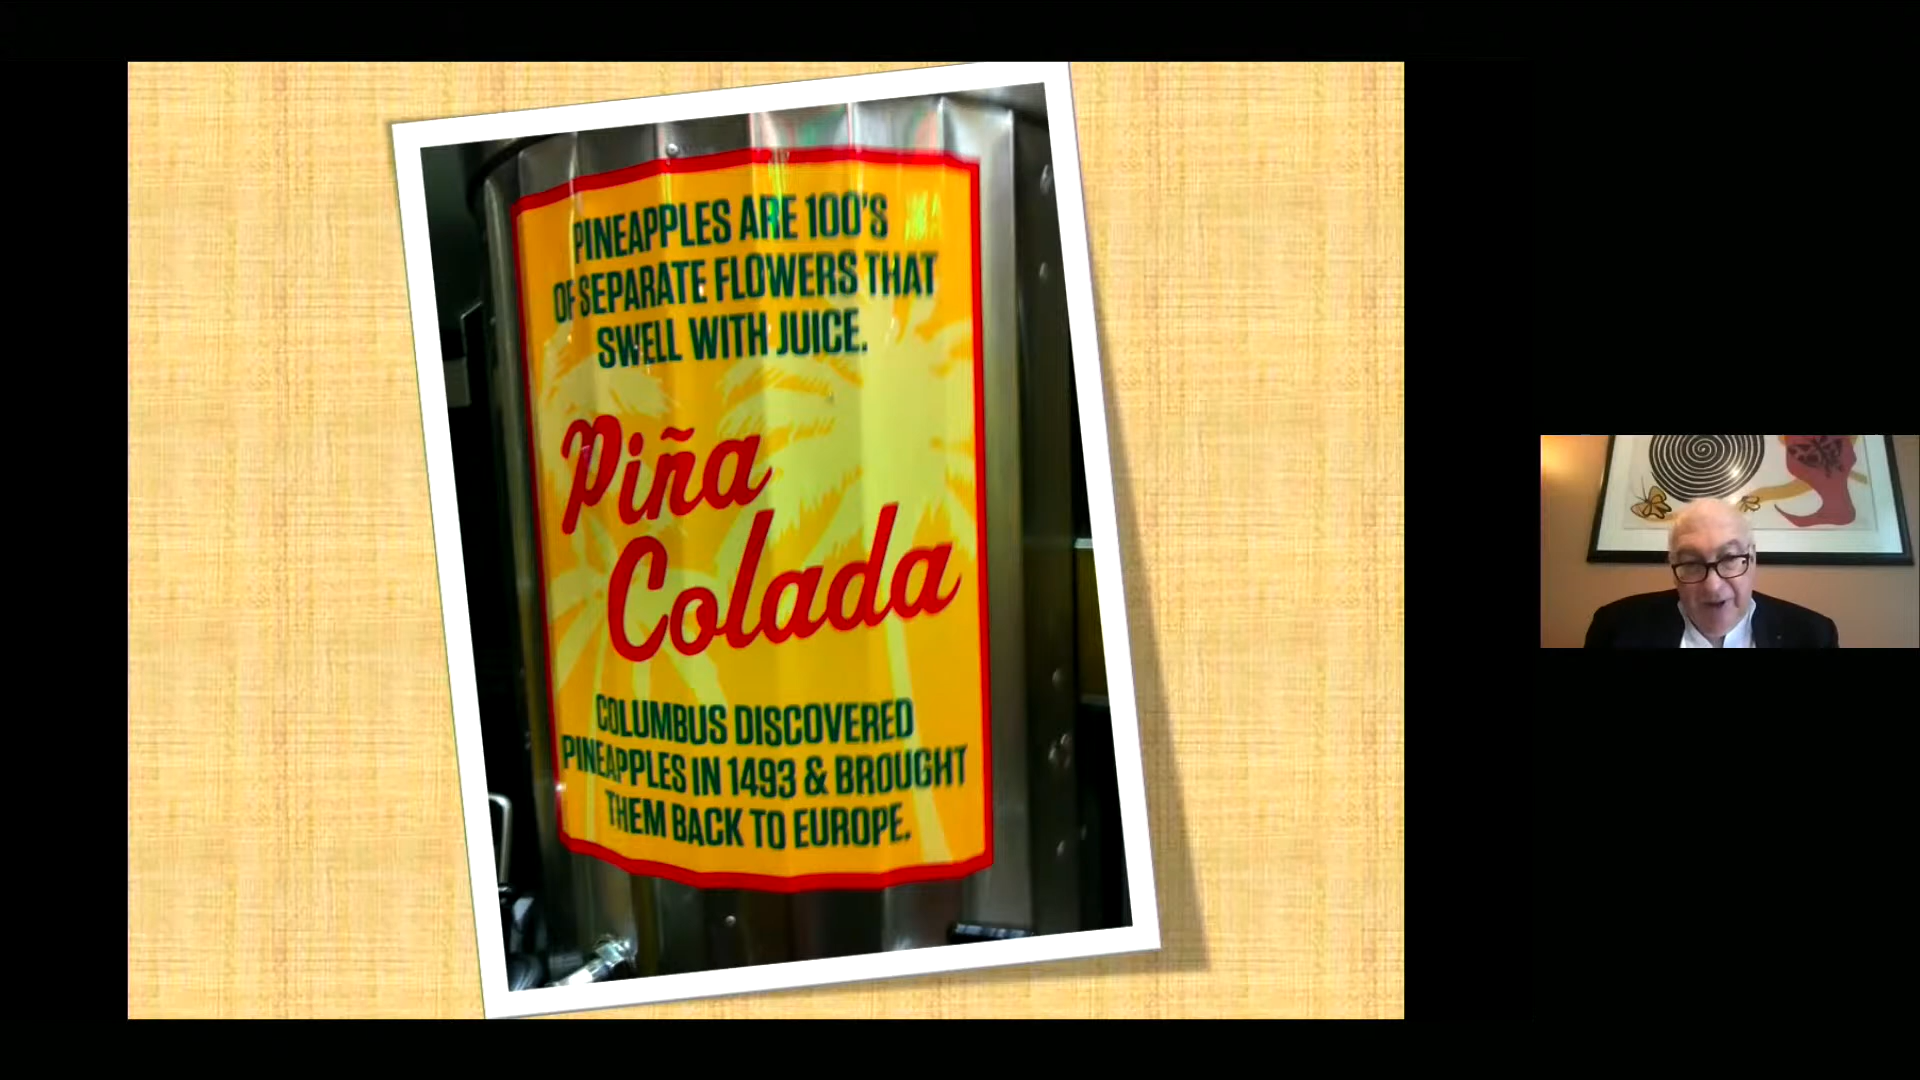 PINEAPPLES ARE 100'S
OF SEPARATE FLOWERS THAT
SWELL WITH JUICE.
Piña
Colada
COLUMBUS DISCOVERED
PINEAPPLES IN 1493 & BROUGHT
THEM BACK TO EUROPE.